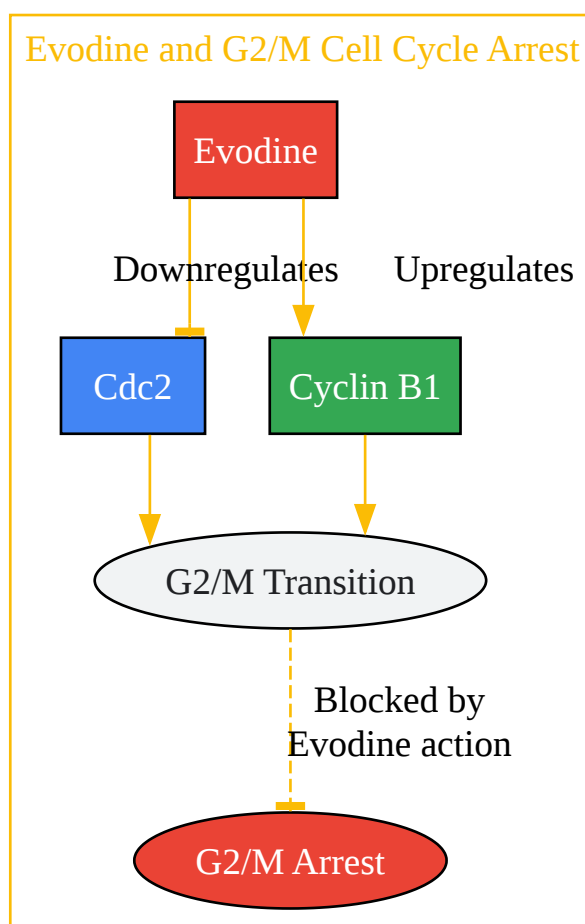 Evodine and G2/M Cell Cycle Arrest
Evodine
Downregulates
Upregulates
Cdc2
Cyclin B1
G2/M Transition
Blocked by
Evodine action
G2/M Arrest